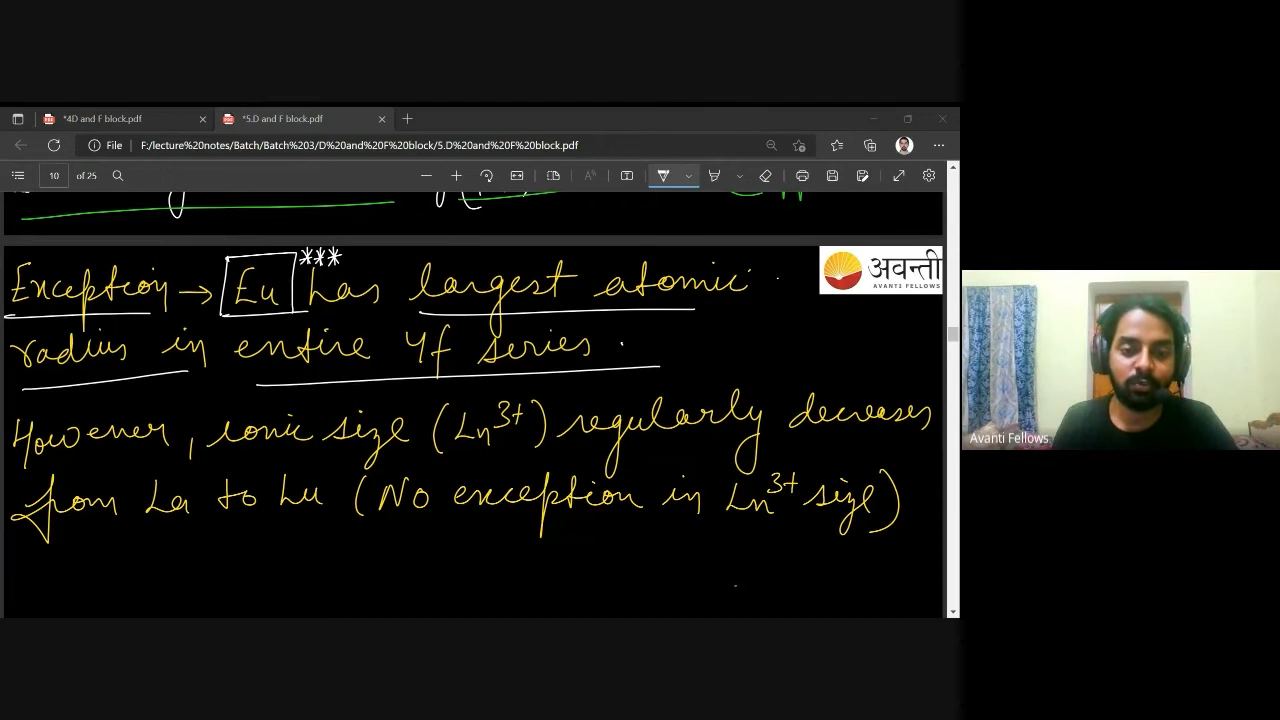 *4D and F block.pdf
*5.D and F block.pdf
File
F:/lecture%20notes/Batch/Batch%203/D%20and%20F%20block/5.D%20and%20F%20block.pdf
10 of 25
Exception → Eu *** has largest atomic
radius in entire 4f series.
However, ionic size (Ln3+) regularly decreases
from La to Lu (No exception in Ln3+ size)
अवन्ती
AVANTI FELLOWS
Avanti Fellows